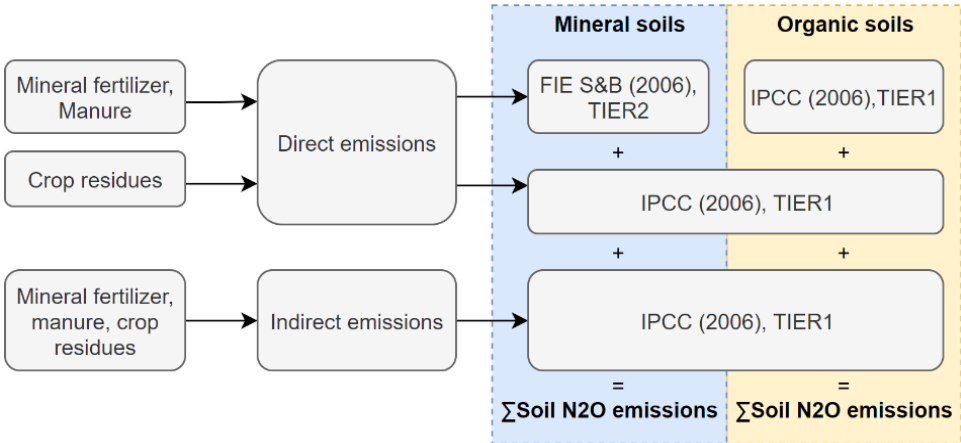 Mineral soils
Organic soils
Mineral fertilizer,
Manure
Direct emissions
FIE S&B (2006),
TIER2
IPCC (2006),TIER1
+
+
Crop residues
IPCC (2006), TIER1
+
+
Mineral fertilizer,
manure, crop
residues
Indirect emissions
IPCC (2006), TIER1
=
=
∑Soil N2O emissions
∑Soil N2O emissions